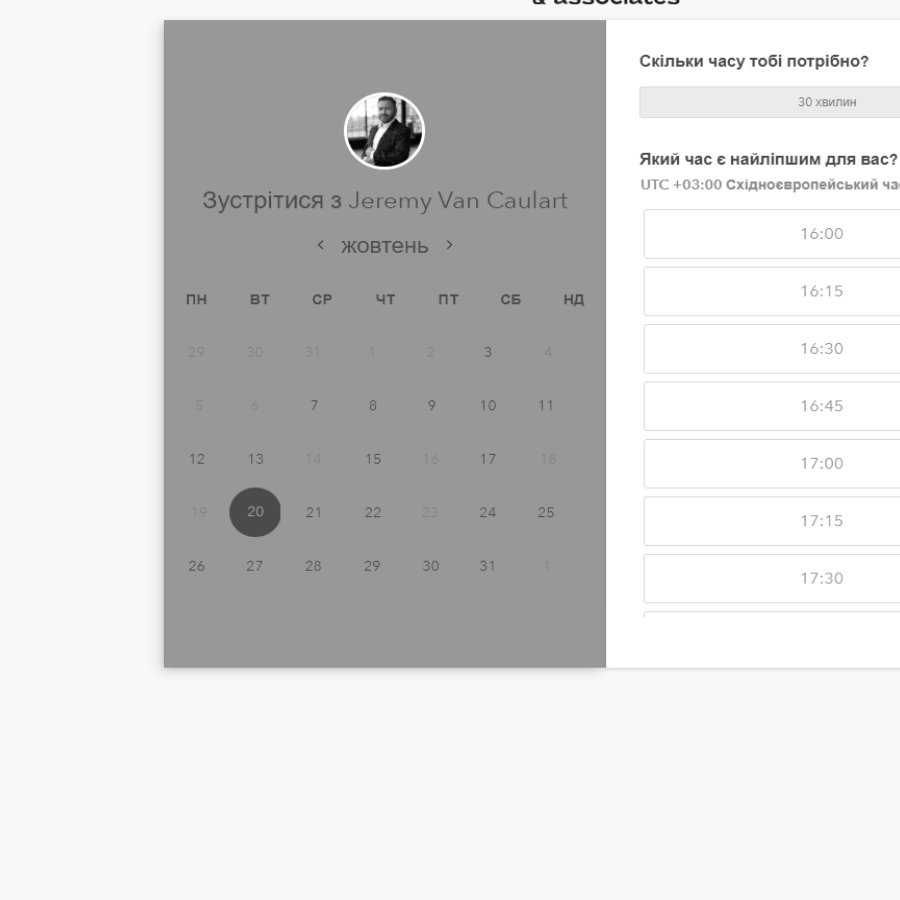 & associates
Зустрітися з Jeremy Van Caulart
жовтень
ПН ВТ СР ЧТ ПТ СБ НД
29 30 31 1 2 3 4
5 6 7 8 9 10 11
12 13 14 15 16 17 18
19 20 21 22 23 24 25
26 27 28 29 30 31 1
Скільки часу тобі потрібно?
30 хвилин
Який час є найліпшим для вас?
UTC +03:00 Східноєвропейський
16:00
16:15
16:30
16:45
17:00
17:15
17:30